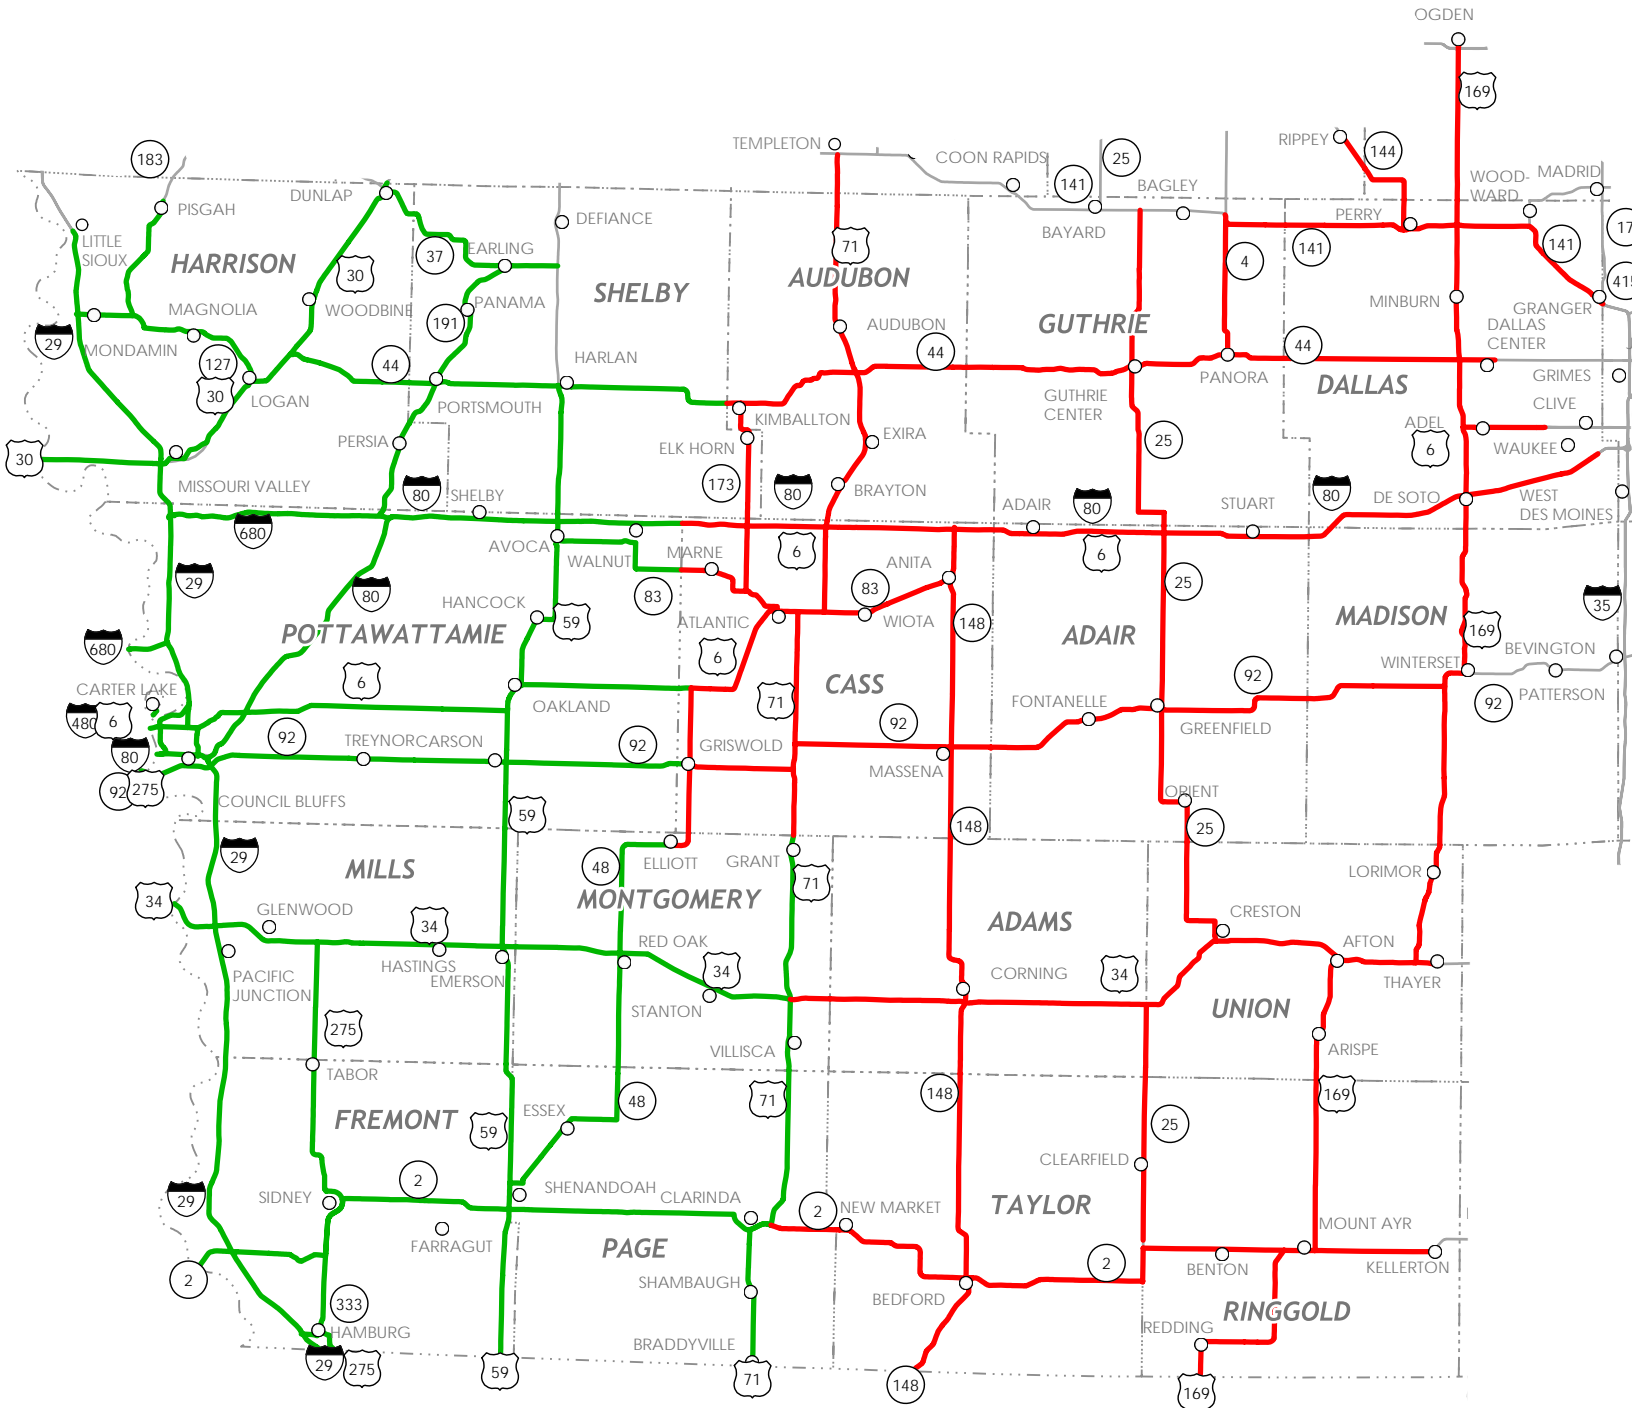 OGDEN
169
183
TEMPLETON
COON RAPIDS
25
RIPPEY
144
MADRID
WOOD-
WARD
141
BAGLEY
DUNLAP
PISGAH
DEFIANCE
PERRY
17
LITTLE
SIOUX
EARLING
BAYARD
71
37
4
141
141
HARRISON
30
SHELBY
AUDUBON
415
MAGNOLIA
WOODBINE
PANAMA
MINBURN
GRANGER
191
AUDUBON
GUTHRIE
DALLAS
CENTER
29
MONDAMIN
127
44
HARLAN
44
44
30
LOGAN
PORTSMOUTH
KIMBALLTON
GUTHRIE
CENTER
PANORA
DALLAS
GRIMES
CLIVE
PERSIA
ELK HORN
EXIRA
25
ADEL
6
WAUKEE
30
MISSOURI VALLEY
80
SHELBY
173
80
BRAYTON
ADAIR
80
STUART
80
DE SOTO
WEST
DES MOINES
680
AVOCA
WALNUT
MARNE
6
ANITA
6
29
80
HANCOCK
59
83
83
25
35
POTTAWATTAMIE
ATLANTIC
WIOTA
148
ADAIR
MADISON
169
BEVINGTON
680
6
6
WINTERSET
CARTER LAKE
CASS
92
PATTERSON
480
6
OAKLAND
71
FONTANELLE
GREENFIELD
92
92
TREYNOR
CARSON
92
GRISWOLD
92
80
MASSENA
92
275
COUNCIL BLUFFS
59
ORIENT
25
148
29
MILLS
48
ELLIOTT
GRANT
71
LORIMOR
34
GLENWOOD
34
MONTGOMERY
ADAMS
CRESTON
HASTINGS
EMERSON
RED OAK
34
CORNING
34
AFTON
PACIFIC
JUNCTION
STANTON
THAYER
275
VILLISCA
UNION
ARISPE
TABOR
FREMONT
ESSEX
48
71
148
169
59
25
CLEARFIELD
29
SIDNEY
2
SHENANDOAH
CLARINDA
2
NEW MARKET
TAYLOR
FARRAGUT
PAGE
MOUNT AYR
2
SHAMBAUGH
BEDFORD
2
BENTON
KELLERTON
333
HAMBURG
BRADDYVILLE
REDDING
RINGGOLD
29
275
59
71
148
169